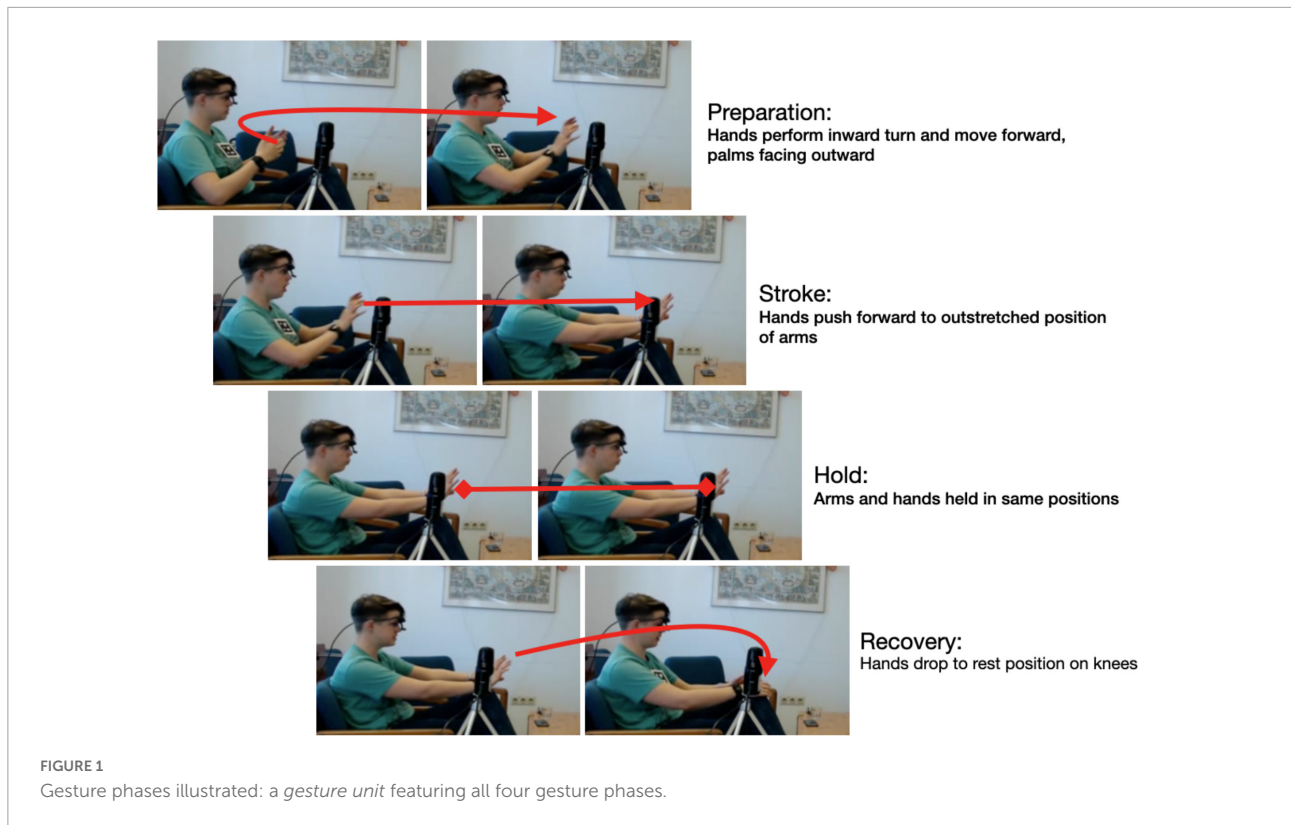 Preparation:
Hands perform inward turn and move forward,
palms facing outward
Stroke:
Hands push forward to outstretched position
of arms
Hold:
Arms and hands held in same positions
Recovery:
Hands drop to rest position on knees
FIGURE 1
Gesture phases illustrated: a gesture unit featuring all four gesture phases.